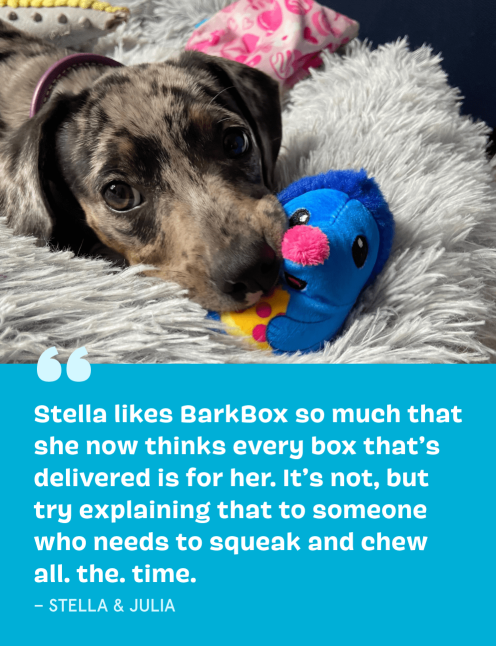 “
Stella likes BarkBox so much that
she now thinks every box that’s
delivered is for her. It’s not, but
try explaining that to someone
who needs to squeak and chew
all. the. time.
– STELLA & JULIA